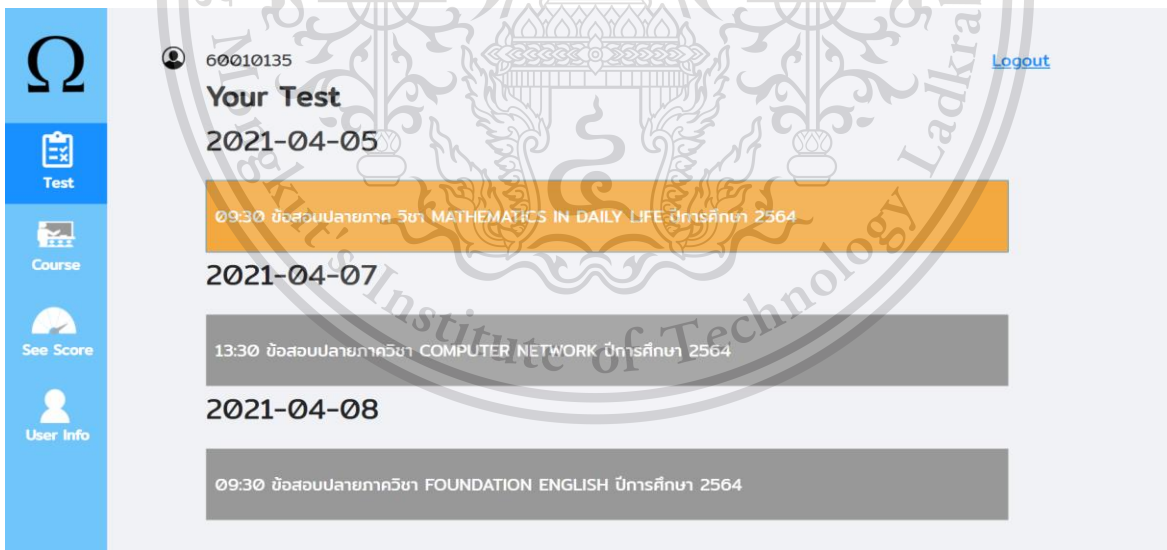 Ω
60010135
Logout
Your Test
2021-04-05
Test
09:30 ข้อสอบปลายภาค วิชา MATHEMATICS IN DAILY LIFE ปีการศึกษา 2564
Course
2021-04-07
See Score
13:30 ข้อสอบปลายภาควิชา COMPUTER NETWORK ปีการศึกษา 2564
2021-04-08
User Info
09:30 ข้อสอบปลายภาควิชา FOUNDATION ENGLISH ปีการศึกษา 2564
Mongkut's Institute of Technology Ladkra